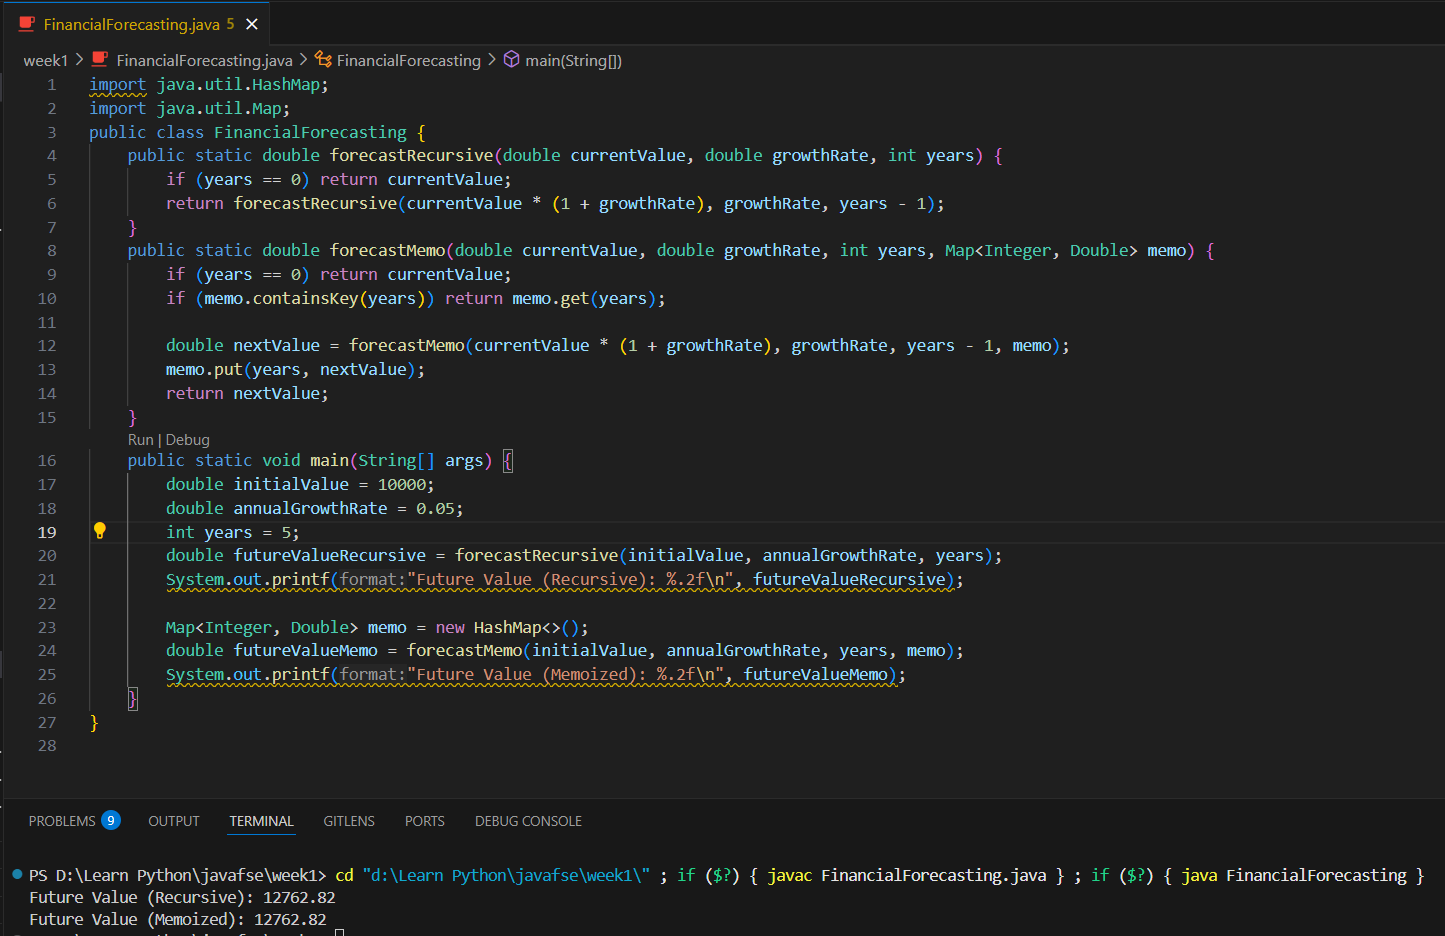 FinancialForecasting.java 5
week1 > FinancialForecasting.java > FinancialForecasting > main(String[])
1 import java.util.HashMap;
2 import java.util.Map;
3 public class FinancialForecasting {
4     public static double forecastRecursive(double currentValue, double growthRate, int years) {
5         if (years == 0) return currentValue;
6         return forecastRecursive(currentValue * (1 + growthRate), growthRate, years - 1);
7     }
8     public static double forecastMemo(double currentValue, double growthRate, int years, Map<Integer, Double> memo) {
9         if (years == 0) return currentValue;
10         if (memo.containsKey(years)) return memo.get(years);
11
12         double nextValue = forecastMemo(currentValue * (1 + growthRate), growthRate, years - 1, memo);
13         memo.put(years, nextValue);
14         return nextValue;
15     }
Run | Debug
16     public static void main(String[] args) {
17         double initialValue = 10000;
18         double annualGrowthRate = 0.05;
19         int years = 5;
20         double futureValueRecursive = forecastRecursive(initialValue, annualGrowthRate, years);
21         System.out.printf(format:"Future Value (Recursive): %.2f\n", futureValueRecursive);
22
23         Map<Integer, Double> memo = new HashMap<>();
24         double futureValueMemo = forecastMemo(initialValue, annualGrowthRate, years, memo);
25         System.out.printf(format:"Future Value (Memoized): %.2f\n", futureValueMemo);
26     }
27 }
28
PROBLEMS 9 OUTPUT TERMINAL GITLENS PORTS DEBUG CONSOLE
PS D:\Learn Python\javafse\week1> cd "d:\Learn Python\javafse\week1\" ; if ($?) { javac FinancialForecasting.java } ; if ($?) { java FinancialForecasting }
Future Value (Recursive): 12762.82
Future Value (Memoized): 12762.82